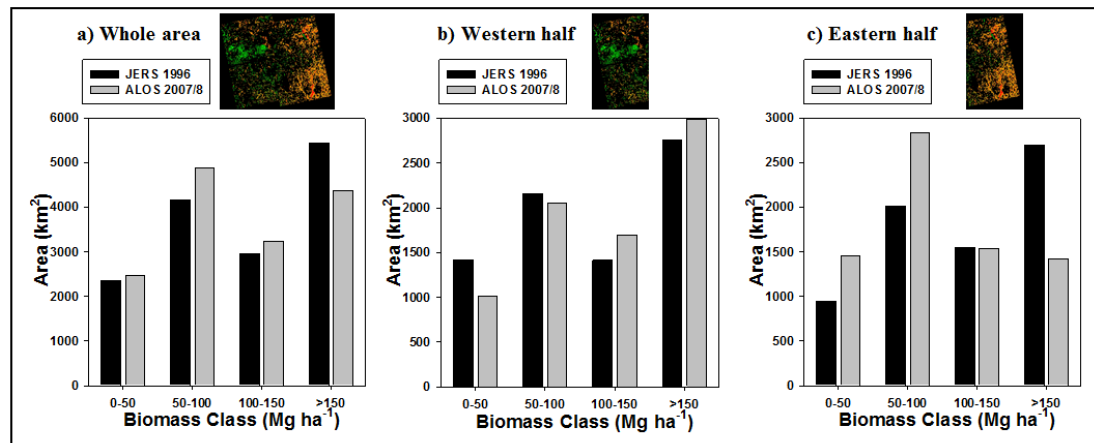 a) Whole area
JERS 1996
ALOS 2007/8
Area (km²)
6000
5000
4000
3000
2000
1000
0
0-50
50-100
100-150
>150
Biomass Class (Mg ha⁻¹)
b) Western half
JERS 1996
ALOS 2007/8
Area (km²)
3000
2500
2000
1500
1000
500
0
0-50
50-100
100-150
>150
Biomass Class (Mg ha⁻¹)
c) Eastern half
JERS 1996
ALOS 2007/8
Area (km²)
3000
2500
2000
1500
1000
500
0
0-50
50-100
100-150
>150
Biomass Class (Mg ha⁻¹)